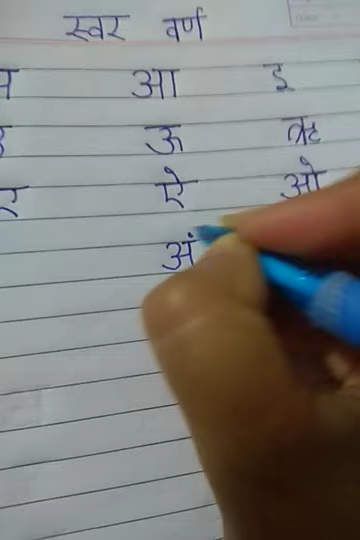 स्वर वर्ण
आ इ
ऊ ऋ
ऐ ओ
अं